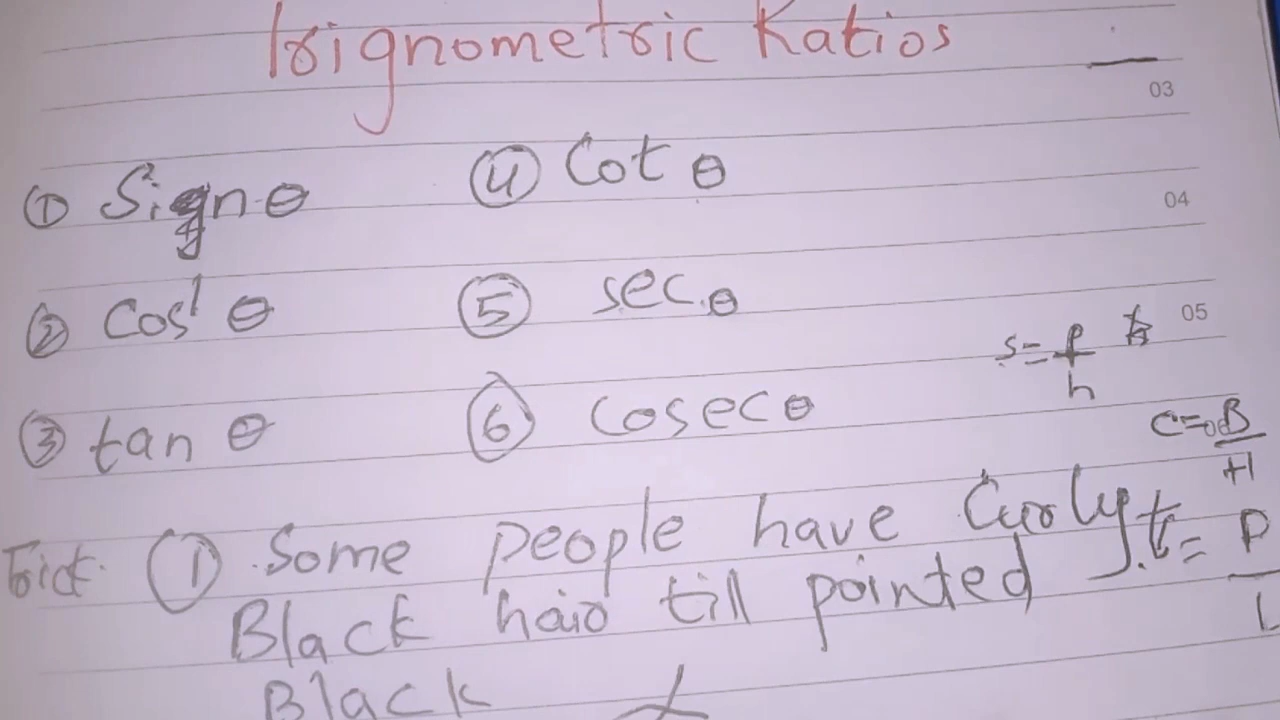 Trignometric Ratios
03
① Sign θ ④ Cot θ
04
② Cos θ ⑤ sec θ
05
s = p/h
③ tan θ ⑥ cosec θ
c = B/H
Trick ① Some people have Curly
t = P
Black hair till pointed
Black